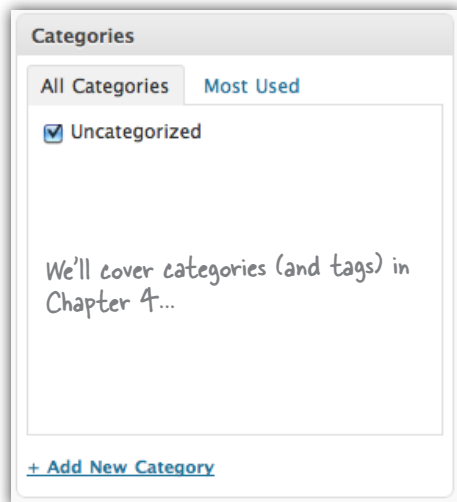 Categories
All Categories Most Used
Uncategorized
We'll cover categories (and tags) in
Chapter 4...
+ Add New Category